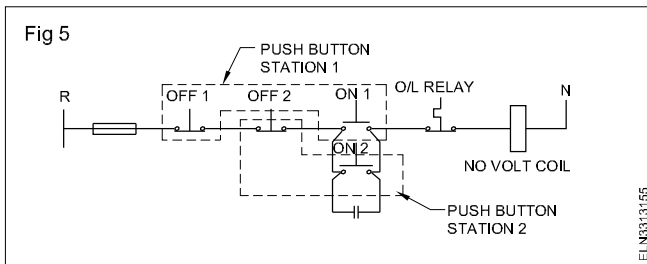 Fig 5
PUSH BUTTON
STATION 1
R
OFF 1
OFF 2
ON 1
O/L RELAY
N
ON 2
NO VOLT COIL
PUSH BUTTON
STATION 2
ELN3313155